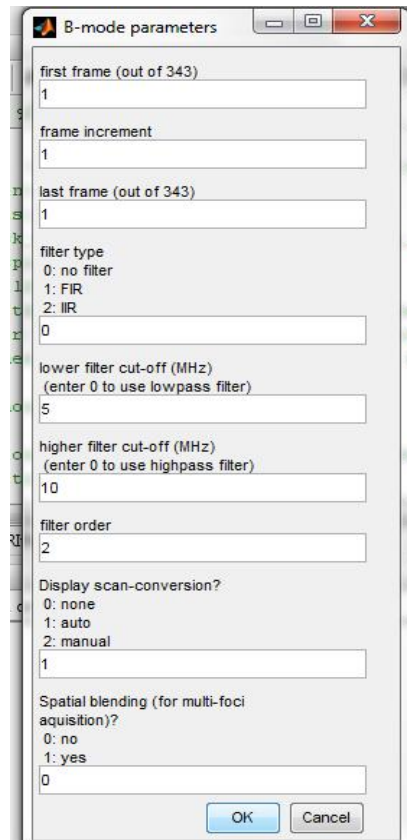 B-mode parameters
first frame (out of 343)
1
frame increment
1
last frame (out of 343)
1
filter type
0: no filter
1: FIR
2: IIR
0
lower filter cut-off (MHz)
(enter 0 to use lowpass filter)
5
higher filter cut-off (MHz)
(enter 0 to use highpass filter)
10
filter order
2
Display scan-conversion?
0: none
1: auto
2: manual
1
Spatial blending (for multi-foci
aquisition)?
0: no
1: yes
0
OK Cancel